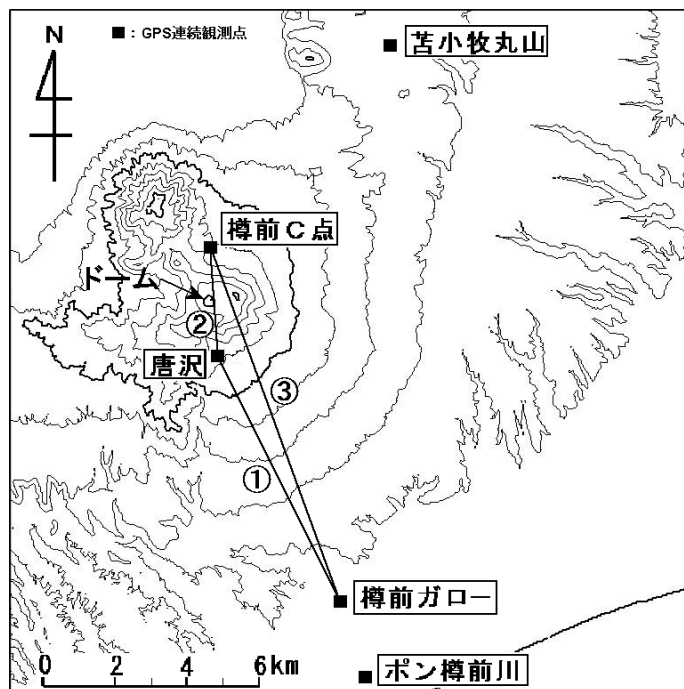 N
■：GPS連続観測点
苫小牧丸山
樽前C点
ドーム
②
唐沢
③
①
樽前ガロー
0 2 4 6km
ポン樽前川